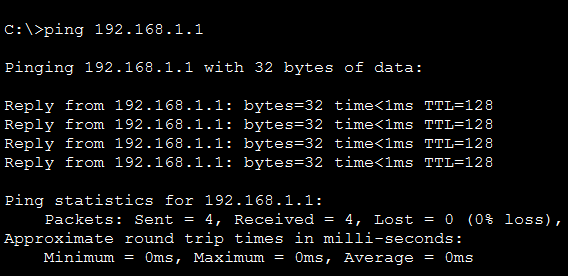 C:\>ping 192.168.1.1
Pinging 192.168.1.1 with 32 bytes of data:
Reply from 192.168.1.1: bytes=32 time<1ms TTL=128
Reply from 192.168.1.1: bytes=32 time<1ms TTL=128
Reply from 192.168.1.1: bytes=32 time<1ms TTL=128
Reply from 192.168.1.1: bytes=32 time<1ms TTL=128
Ping statistics for 192.168.1.1:
Packets: Sent = 4, Received = 4, Lost = 0 (0% loss),
Approximate round trip times in milli-seconds:
Minimum = 0ms, Maximum = 0ms, Average = 0ms